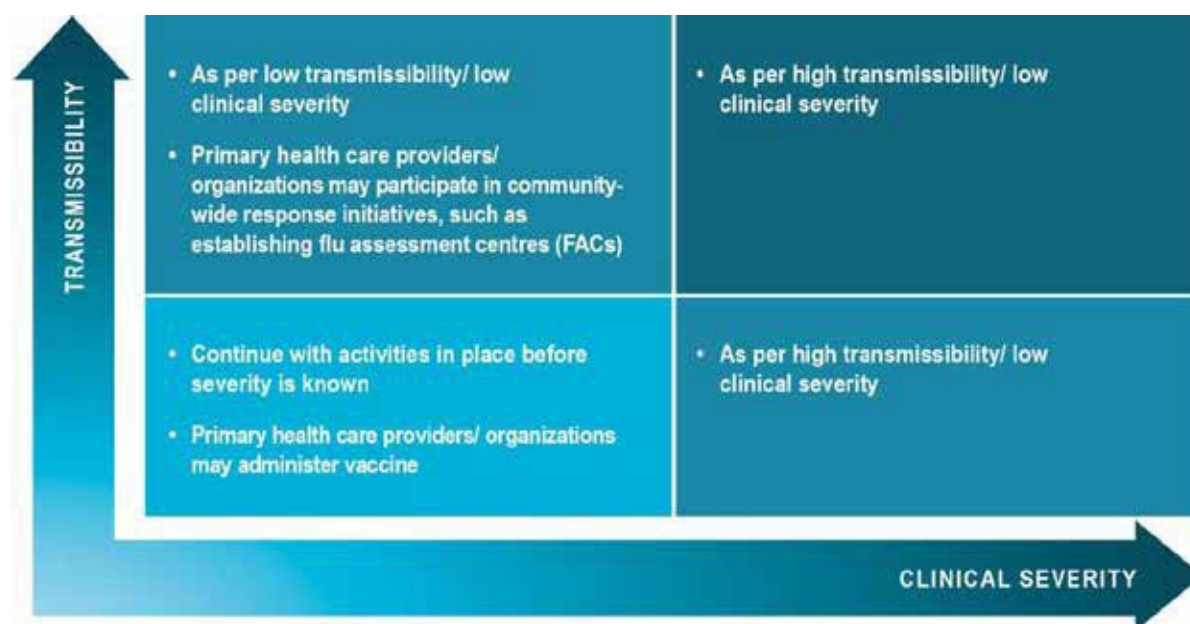 TRANSMISSIBILITY
• As per low transmissibility/ low
clinical severity
• Primary health care providers/
organizations may participate in community-
wide response initiatives, such as
establishing flu assessment centres (FACs)
• As per high transmissibility/ low
clinical severity
• Continue with activities in place before
severity is known
• Primary health care providers/ organizations
may administer vaccine
• As per high transmissibility/ low
clinical severity
CLINICAL SEVERITY